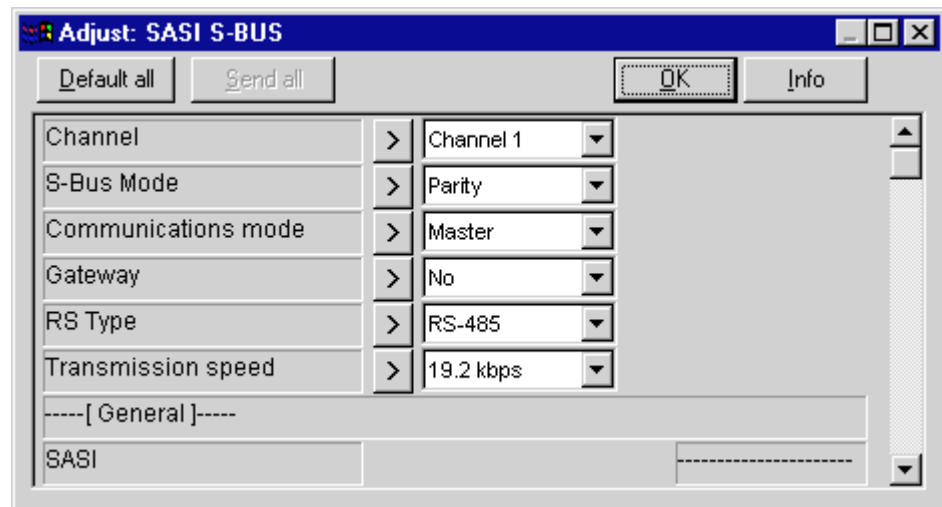 Adjust: SASI S-BUS
Default all Send all OK Info
Channel > Channel 1
S-Bus Mode > Parity
Communications mode > Master
Gateway > No
RS Type > RS-485
Transmission speed > 19.2 kbps
-----[ General ]-----
SASI ----------------------